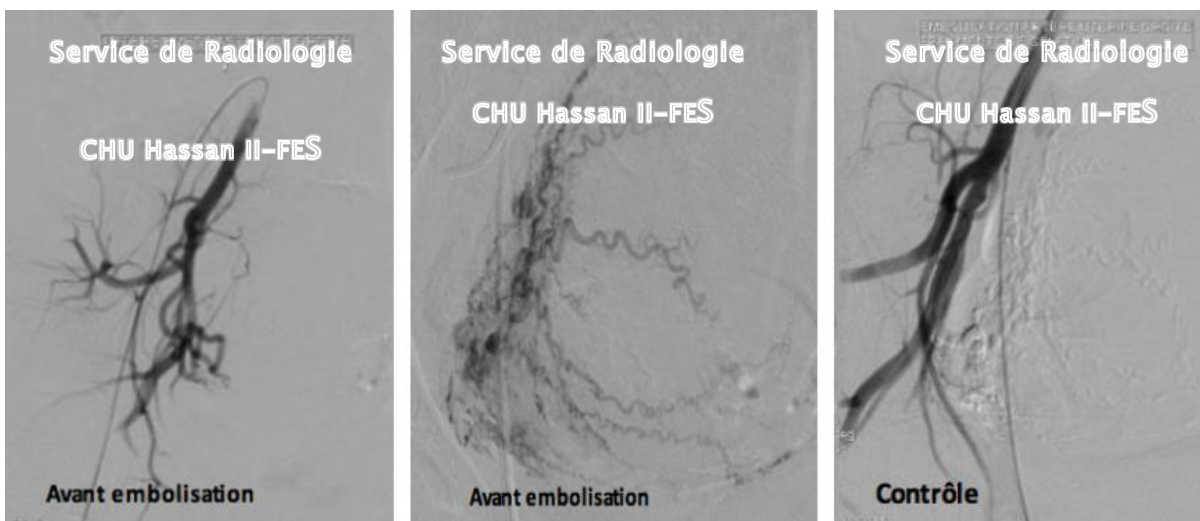 Service de Radiologie
CHU Hassan II-FES
Avant embolisation
Service de Radiologie
CHU Hassan II-FES
Avant embolisation
Service de Radiologie
CHU Hassan II-FES
Contrôle